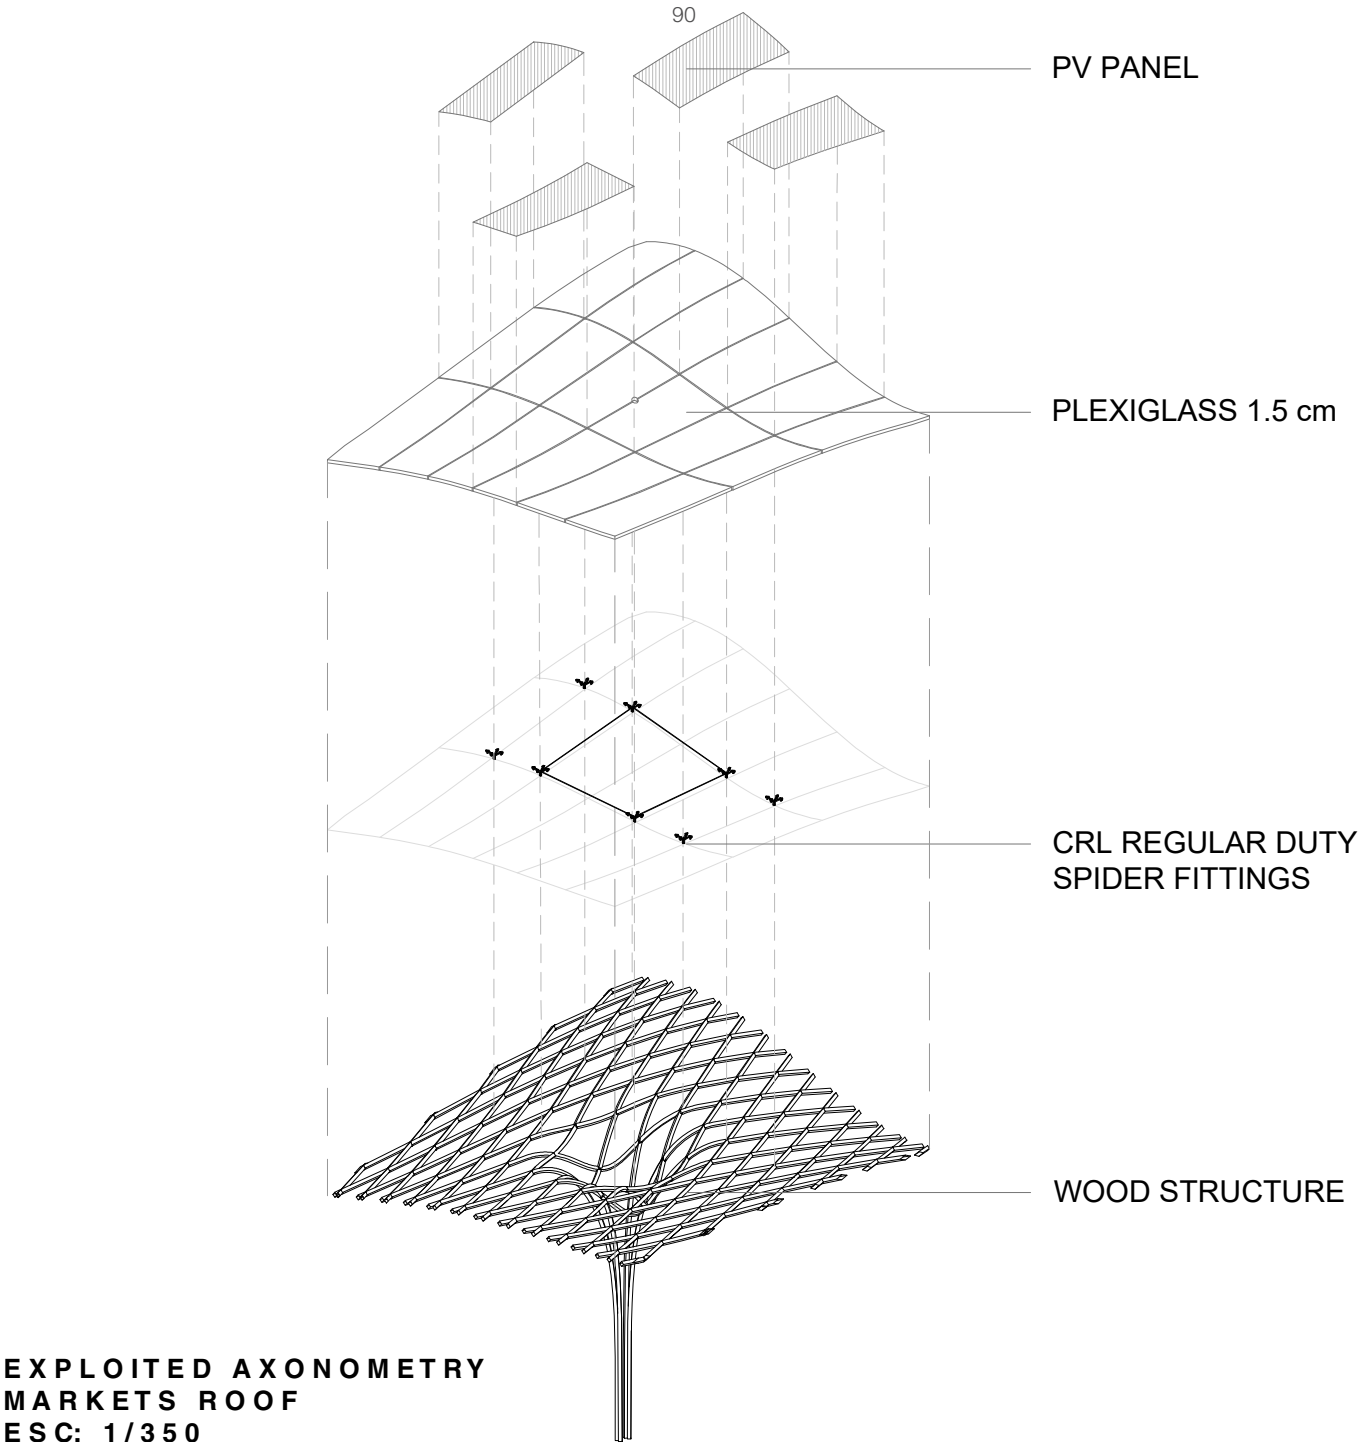 90
PV PANEL
PLEXIGLASS 1.5 cm
CRL REGULAR DUTY
SPIDER FITTINGS
WOOD STRUCTURE
EXPLOITED AXONOMETRY
MARKETS ROOF
ESC: 1/350